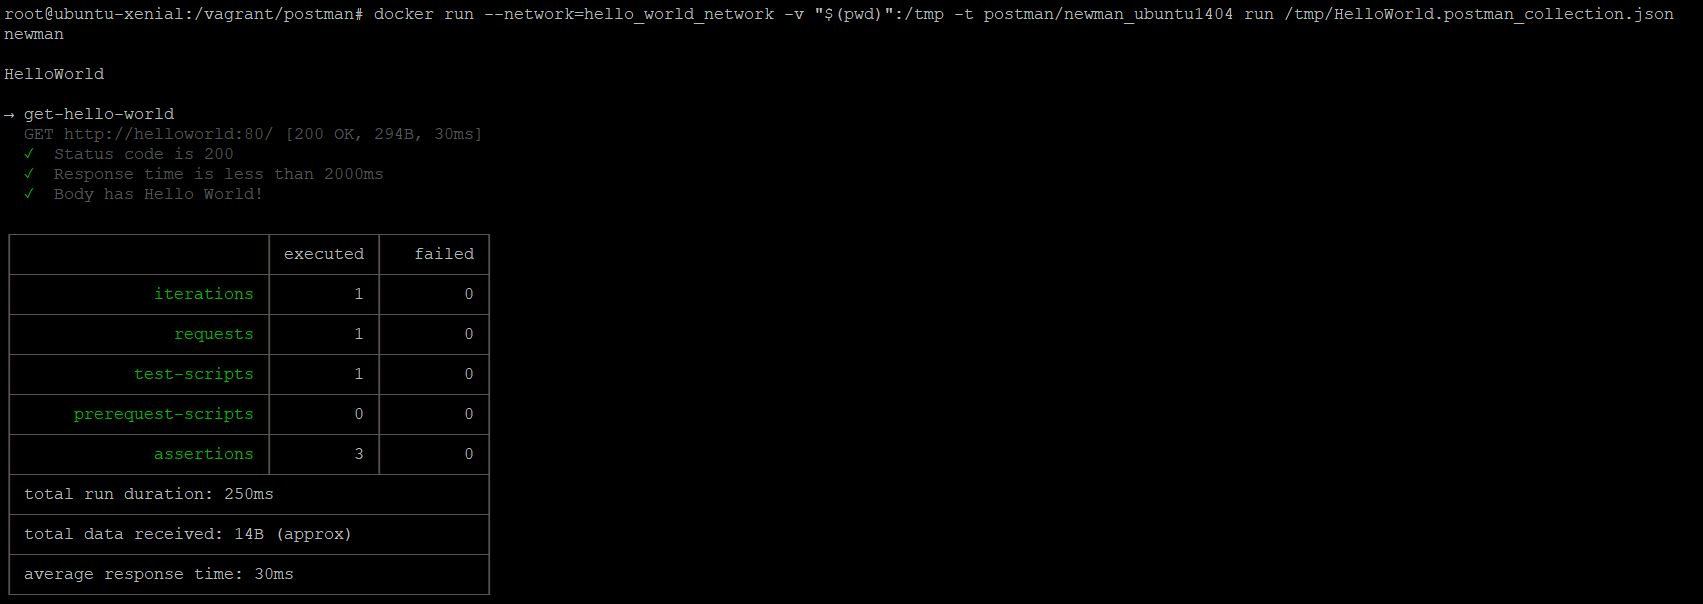 root@ubuntu-xenial:/vagrant/postman# docker run --network=hello_world_network -v "$(pwd)":/tmp -t postman/newman_ubuntu1404 run /tmp/HelloWorld.postman_collection.json
newman
HelloWorld
→ get-hello-world
GET http://helloworld:80/ [200 OK, 294B, 30ms]
✓ Status code is 200
✓ Response time is less than 2000ms
✓ Body has Hello World!
executed failed
iterations 1 0
requests 1 0
test-scripts 1 0
prerequest-scripts 0 0
assertions 3 0
total run duration: 250ms
total data received: 14B (approx)
average response time: 30ms